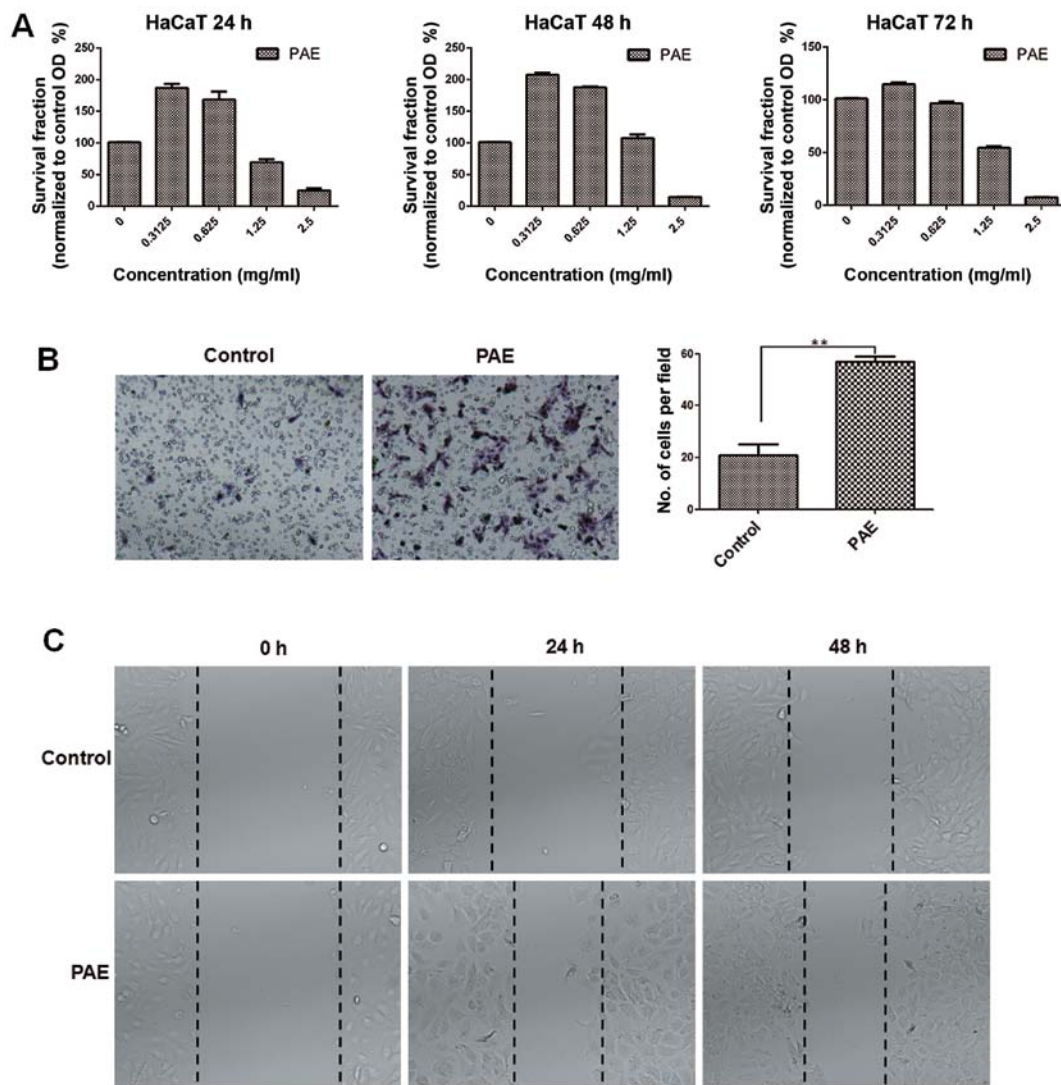 A
HaCaT 24 h
Survival fraction
(normalized to control OD %)
250
200
150
100
50
0
PAE
0
0.3125
0.625
1.25
2.5
Concentration (mg/ml)
HaCaT 48 h
Survival fraction
(normalized to control OD %)
250
200
150
100
50
0
PAE
0
0.3125
0.625
1.25
2.5
Concentration (mg/ml)
HaCaT 72 h
Survival fraction
(normalized to control OD %)
150
100
50
0
PAE
0
0.3125
0.625
1.25
2.5
Concentration (mg/ml)
B
Control
PAE
No. of cells per field
60
40
20
0
**
Control
PAE
C
0 h
24 h
48 h
Control
PAE